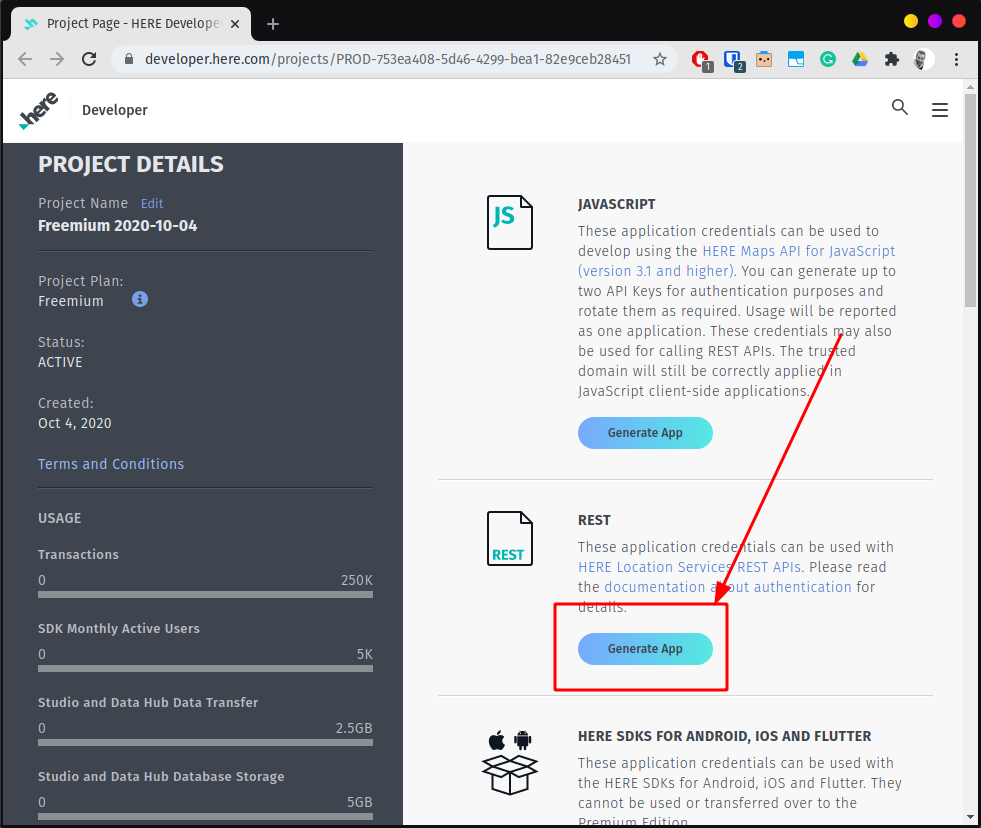 Project Page - HERE Develope
developer.here.com/projects/PROD-753ea408-5d46-4299-bea1-82e9ceb28451
1
2
here
Developer
PROJECT DETAILS
Project Name Edit
Freemium 2020-10-04
Project Plan:
Freemium
Status:
ACTIVE
Created:
Oct 4, 2020
Terms and Conditions
USAGE
Transactions
0 250K
SDK Monthly Active Users
0 5K
Studio and Data Hub Data Transfer
0 2.5GB
Studio and Data Hub Database Storage
0 5GB
JS
JAVASCRIPT
These application credentials can be used to
develop using the HERE Maps API for JavaScript
(version 3.1 and higher). You can generate up to
two API Keys for authentication purposes and
rotate them as required. Usage will be reported
as one application. These credentials may also
be used for calling REST APIs. The trusted
domain will still be correctly applied in
JavaScript client-side applications.
Generate App
REST
REST
These application credentials can be used with
HERE Location Services REST APIs. Please read
the documentation about authentication for
details.
Generate App
HERE SDKS FOR ANDROID, IOS AND FLUTTER
These application credentials can be used with
the HERE SDKs for Android, iOS and Flutter. They
cannot be used or transferred over to the
Premium Edition.